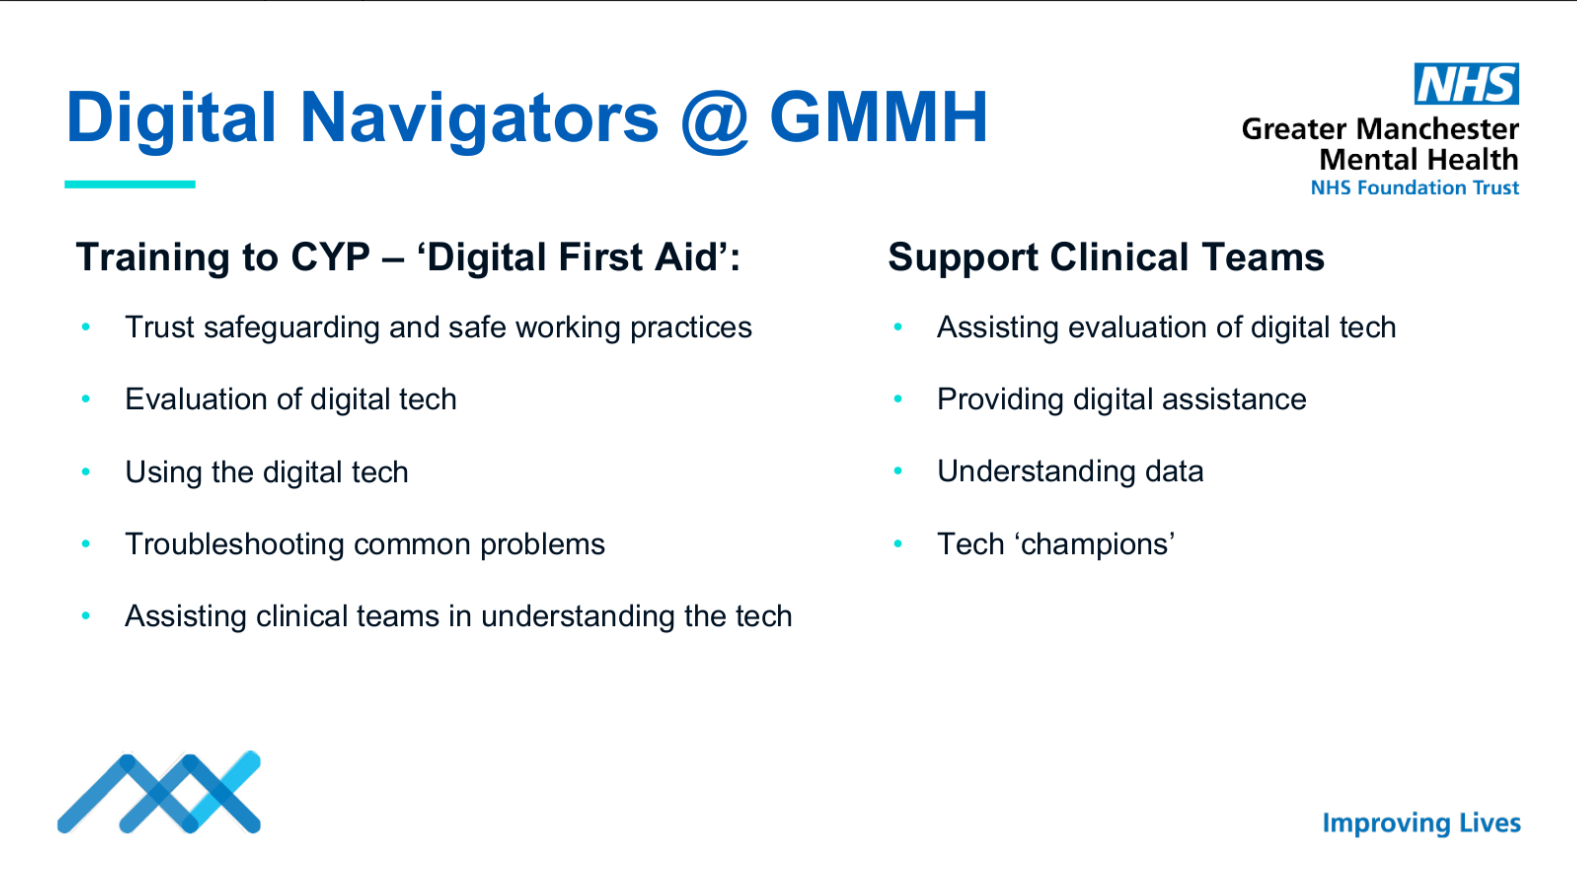 Digital Navigators @ GMMH
NHS
Greater Manchester
Mental Health
NHS Foundation Trust
Training to CYP – ‘Digital First Aid’:
• Trust safeguarding and safe working practices
• Evaluation of digital tech
• Using the digital tech
• Troubleshooting common problems
• Assisting clinical teams in understanding the tech
Support Clinical Teams
• Assisting evaluation of digital tech
• Providing digital assistance
• Understanding data
• Tech ‘champions’
Improving Lives